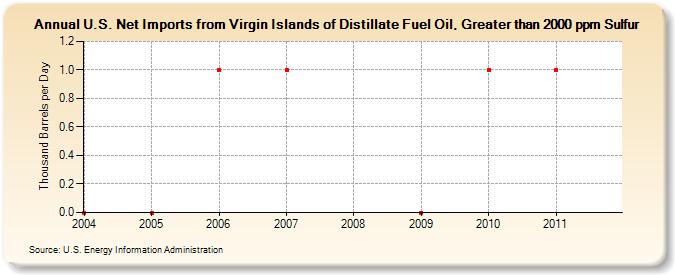 Annual U.S. Net Imports from Virgin Islands of Distillate Fuel Oil, Greater than 2000 ppm Sulfur
Thousand Barrels per Day
1.2
1.0
0.8
0.6
0.4
0.2
0.0
2004 2005 2006 2007 2008 2009 2010 2011
Source: U.S. Energy Information Administration